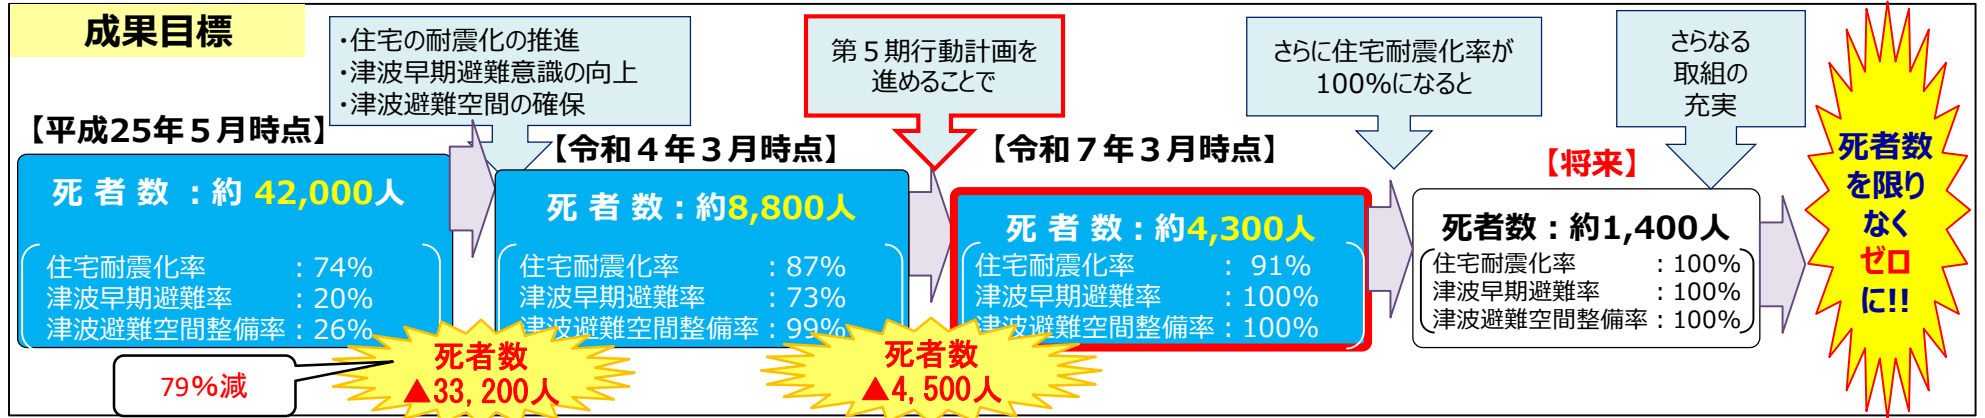 成果目標
・住宅の耐震化の推進
・津波早期避難意識の向上
・津波避難空間の確保
第５期行動計画を
進めることで
さらに住宅耐震化率が
100%になると
さらなる
取組の
充実
【平成25年５月時点】
死 者 数 ：約 42,000人
住宅耐震化率 ：74%
津波早期避難率 ：20%
津波避難空間整備率：26%
79%減
死者数
▲33,200人
【令和４年３月時点】
死 者 数：約8,800人
住宅耐震化率 ：87%
津波早期避難率 ：73%
津波避難空間整備率：99%
死者数
▲4,500人
【令和７年３月時点】
死 者 数：約4,300人
住宅耐震化率 ： 91%
津波早期避難率 ：100%
津波避難空間整備率：100%
【将来】
死者数：約1,400人
住宅耐震化率 ：100%
津波早期避難率 ：100%
津波避難空間整備率：100%
死者数
を限り
なく
ゼロ
に!!